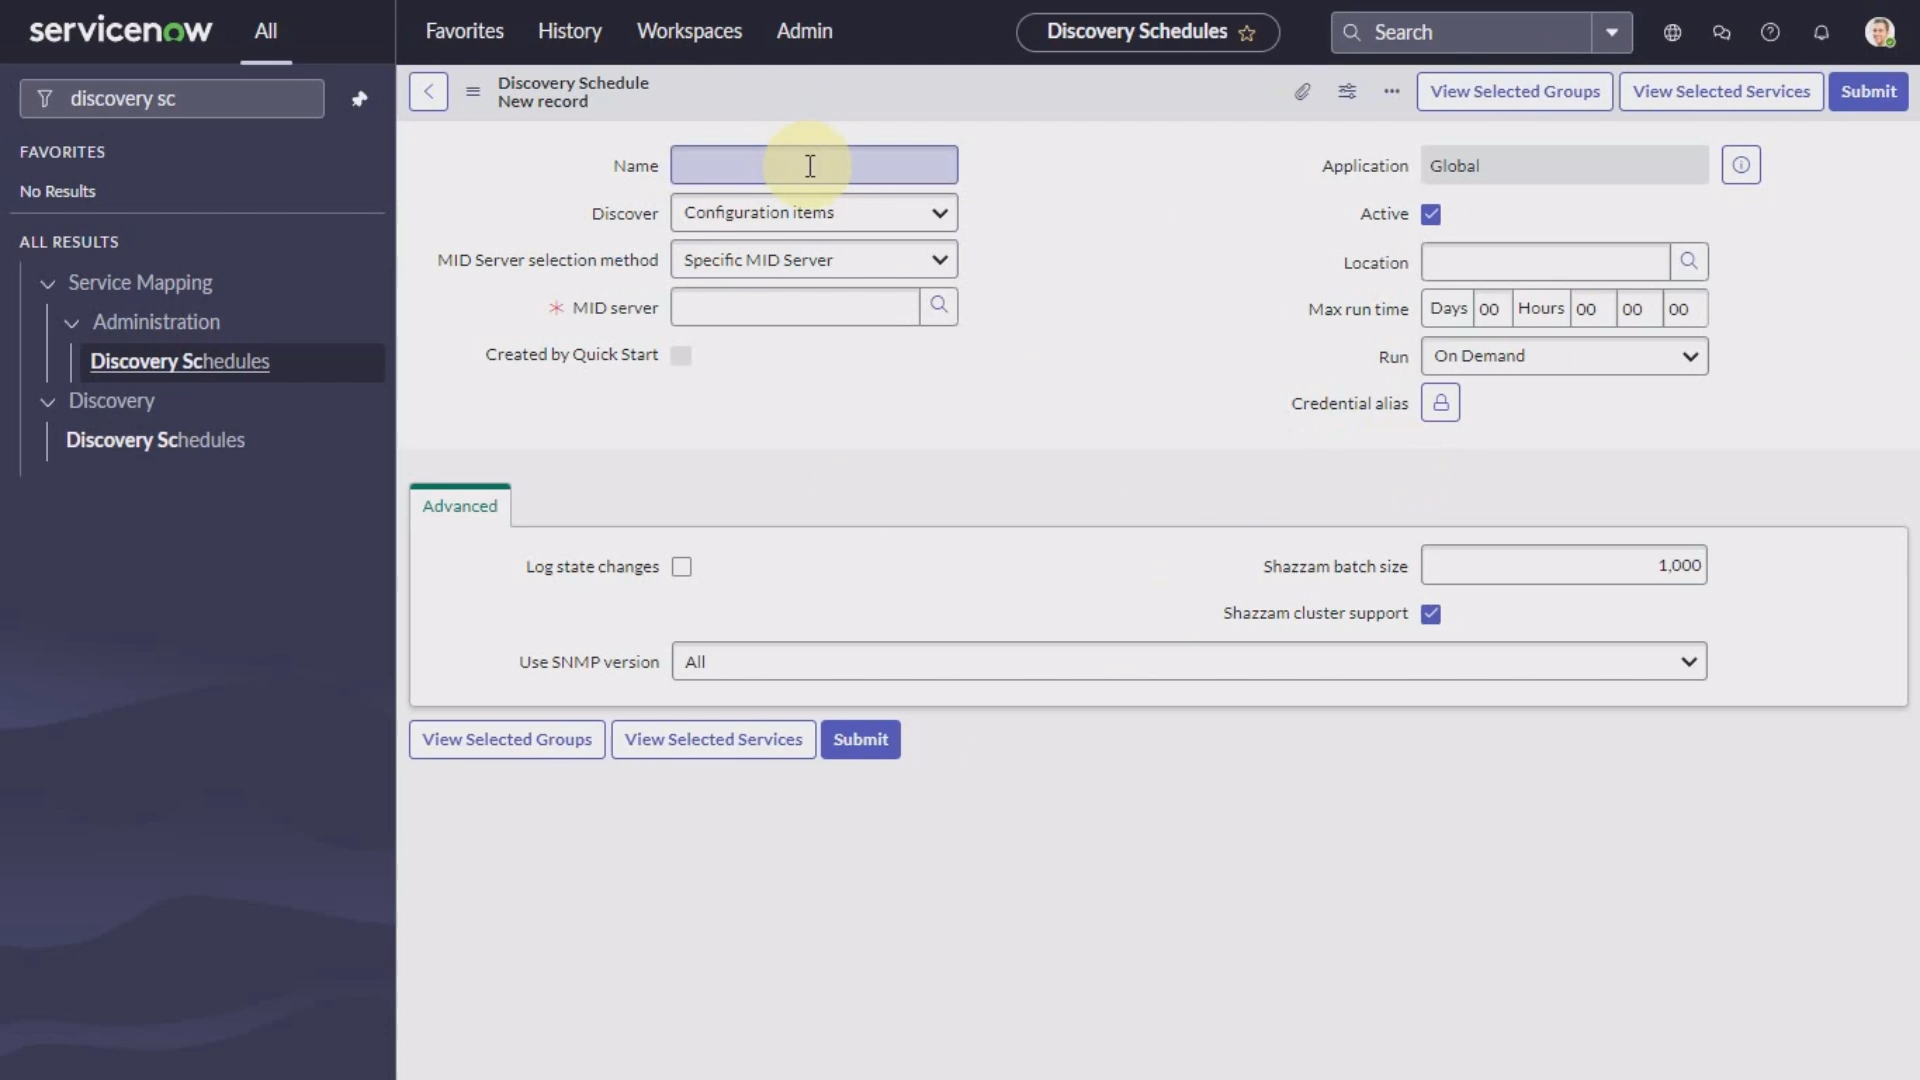 servicenow
All
Favorites
History
Workspaces
Admin
Discovery Schedules
Search
discovery sc
FAVORITES
No Results
ALL RESULTS
Service Mapping
Administration
Discovery Schedules
Discovery
Discovery Schedules
Discovery Schedule
New record
View Selected Groups
View Selected Services
Submit
Name
Discover
Configuration items
MID Server selection method
Specific MID Server
MID server
Created by Quick Start
Application
Global
Active
Location
Max run time
Days 00 Hours 00 00 00
Run
On Demand
Credential alias
Advanced
Log state changes
Shazzam batch size
1,000
Shazzam cluster support
Use SNMP version
All
View Selected Groups
View Selected Services
Submit